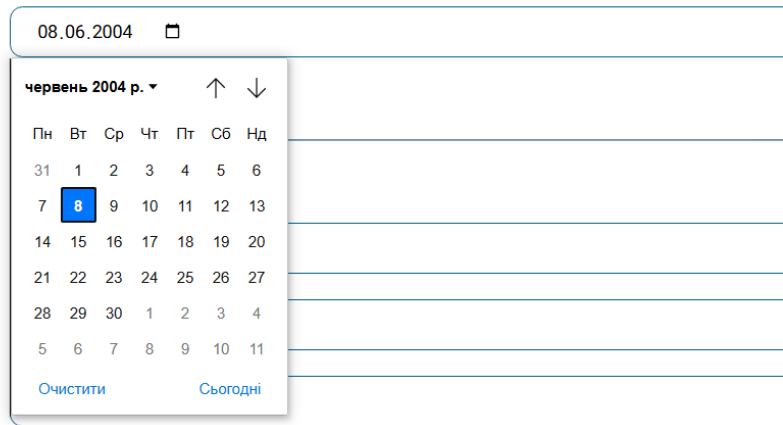 08.06.2004
червень 2004 р.
Пн Вт Ср Чт Пт Сб Нд
31 1 2 3 4 5 6
7 8 9 10 11 12 13
14 15 16 17 18 19 20
21 22 23 24 25 26 27
28 29 30 1 2 3 4
5 6 7 8 9 10 11
Очистити Сьогодні